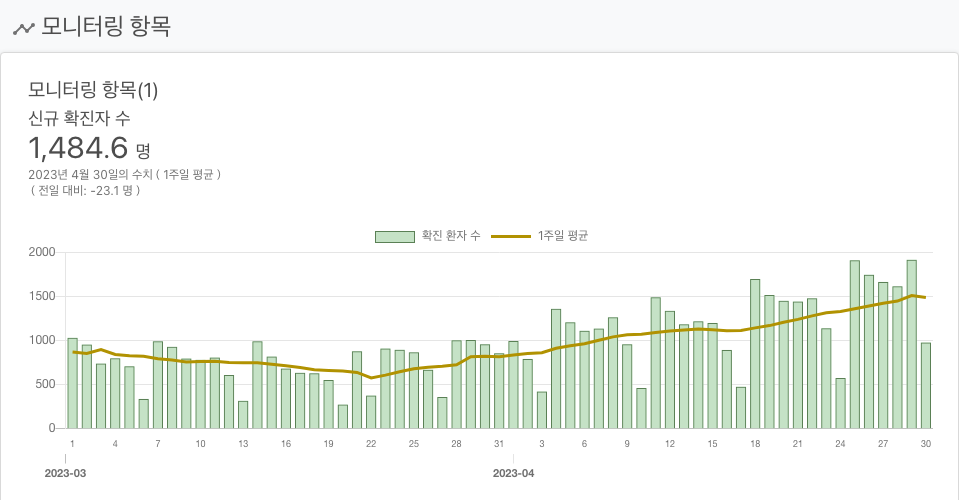 모니터링 항목
모니터링 항목(1)
신규 확진자 수
1,484.6 명
2023년 4월 30일의 수치 ( 1주일 평균 )
( 전일 대비: -23.1 명 )
확진 환자 수 1주일 평균
2000
1500
1000
500
0
1 4 7 10 13 16 19 22 25 28 31 3 6 9 12 15 18 21 24 27 30
2023-03 2023-04